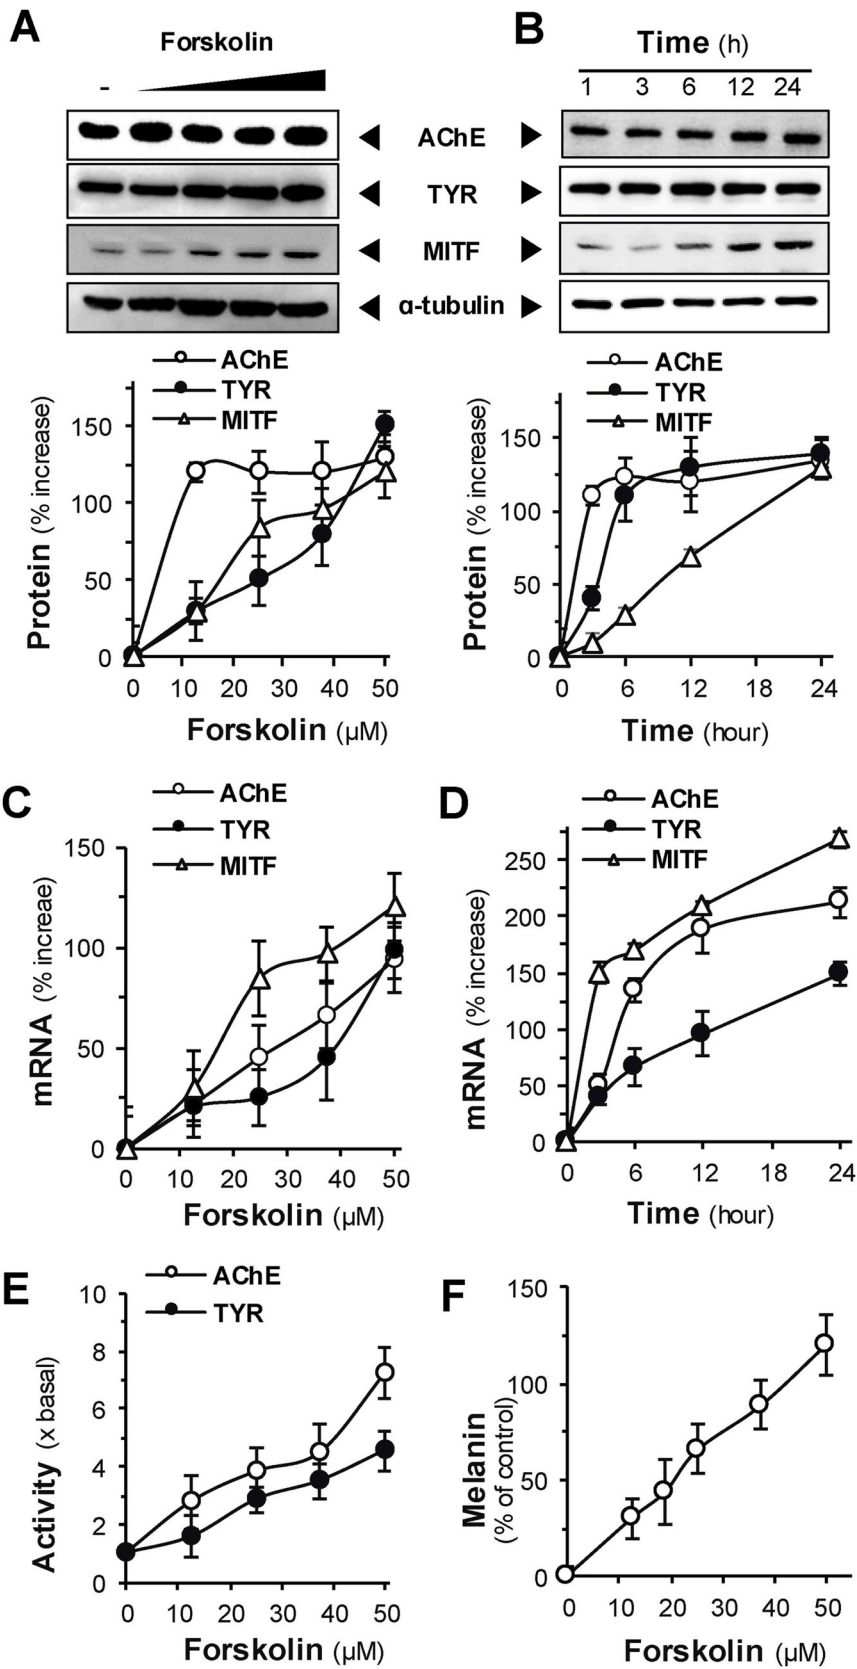 A
Forskolin
-
B
Time (h)
1 3 6 12 24
AChE
TYR
MITF
α-tubulin
AChE
TYR
MITF
Protein (% increase)
150
100
50
0
0 10 20 30 40 50
Forskolin (µM)
AChE
TYR
MITF
Protein (% increase)
150
100
50
0
0 6 12 18 24
Time (hour)
C
AChE
TYR
MITF
mRNA (% increae)
150
100
50
0
0 10 20 30 40 50
Forskolin (µM)
D
AChE
TYR
MITF
mRNA (% increase)
250
200
150
100
50
0
0 6 12 18 24
Time (hour)
E
AChE
TYR
Activity (x basal)
10
8
6
4
2
0
0 10 20 30 40 50
Forskolin (µM)
F
Melanin
(% of control)
150
100
50
0
0 10 20 30 40 50
Forskolin (µM)